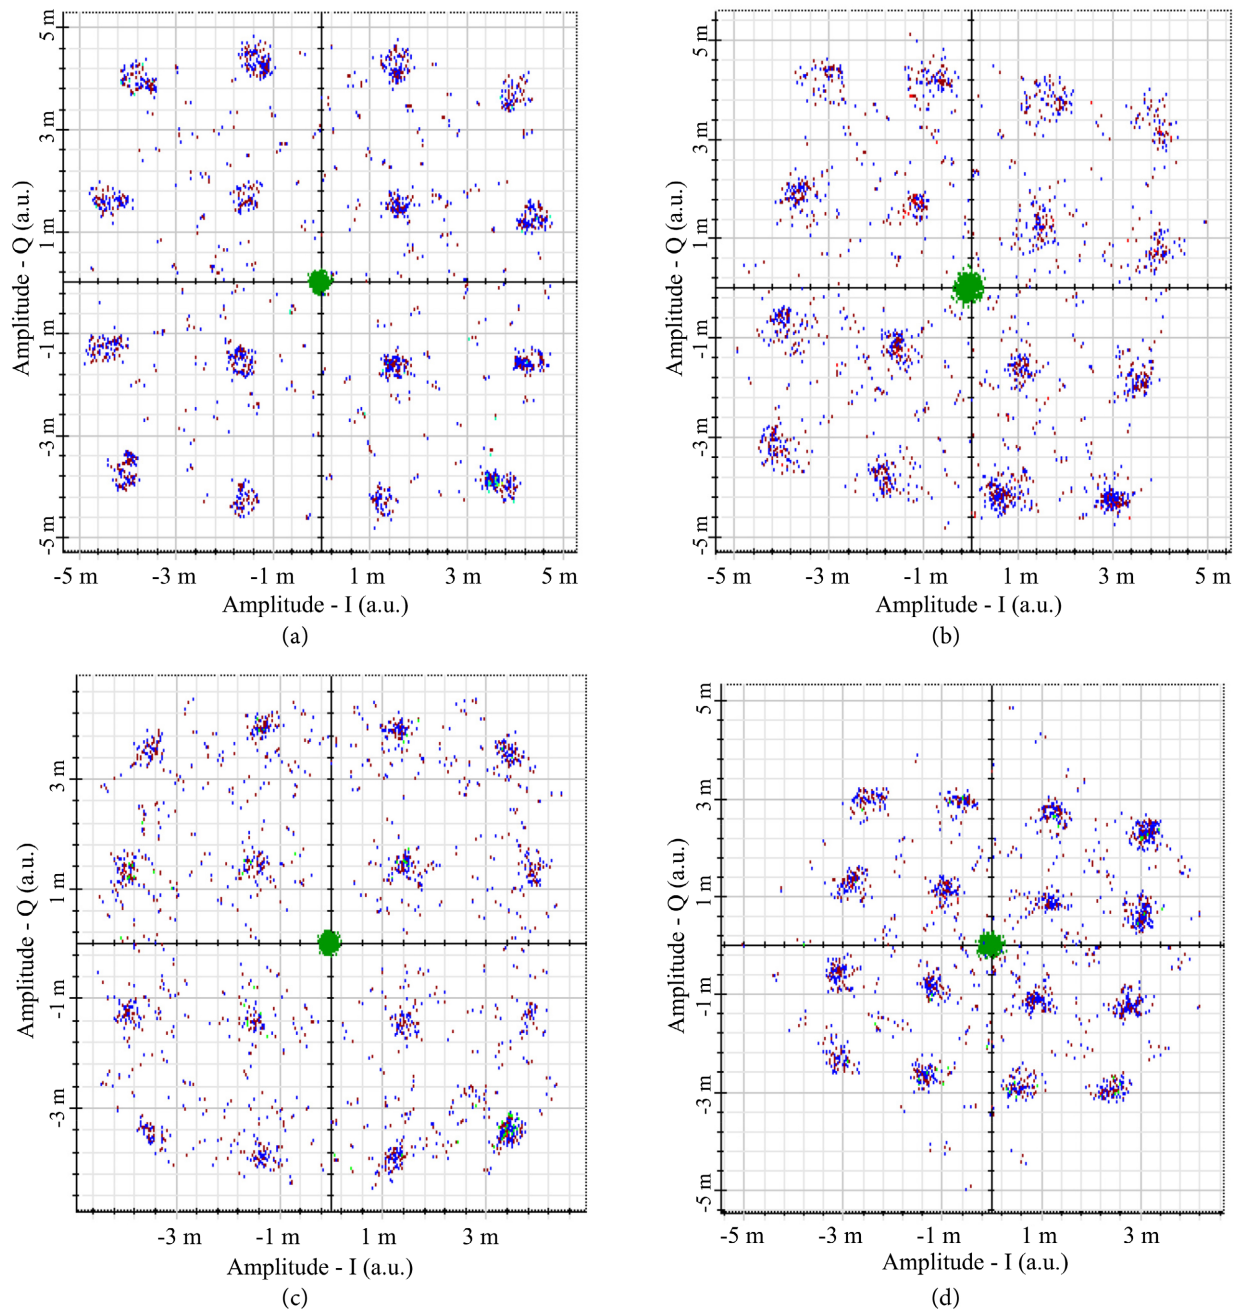 5 m
3 m
1 m
-1 m
-3 m
-5 m
Amplitude - Q (a.u.)
-5 m -3 m -1 m 1 m 3 m 5 m
Amplitude - I (a.u.)
(a)
5 m
3 m
1 m
-1 m
-3 m
-5 m
Amplitude - Q (a.u.)
-5 m -3 m -1 m 1 m 3 m 5 m
Amplitude - I (a.u.)
(b)
3 m
1 m
-1 m
-3 m
Amplitude - Q (a.u.)
-3 m -1 m 1 m 3 m
Amplitude - I (a.u.)
(c)
5 m
3 m
1 m
-1 m
-3 m
-5 m
Amplitude - Q (a.u.)
-5 m -3 m -1 m 1 m 3 m
Amplitude - I (a.u.)
(d)